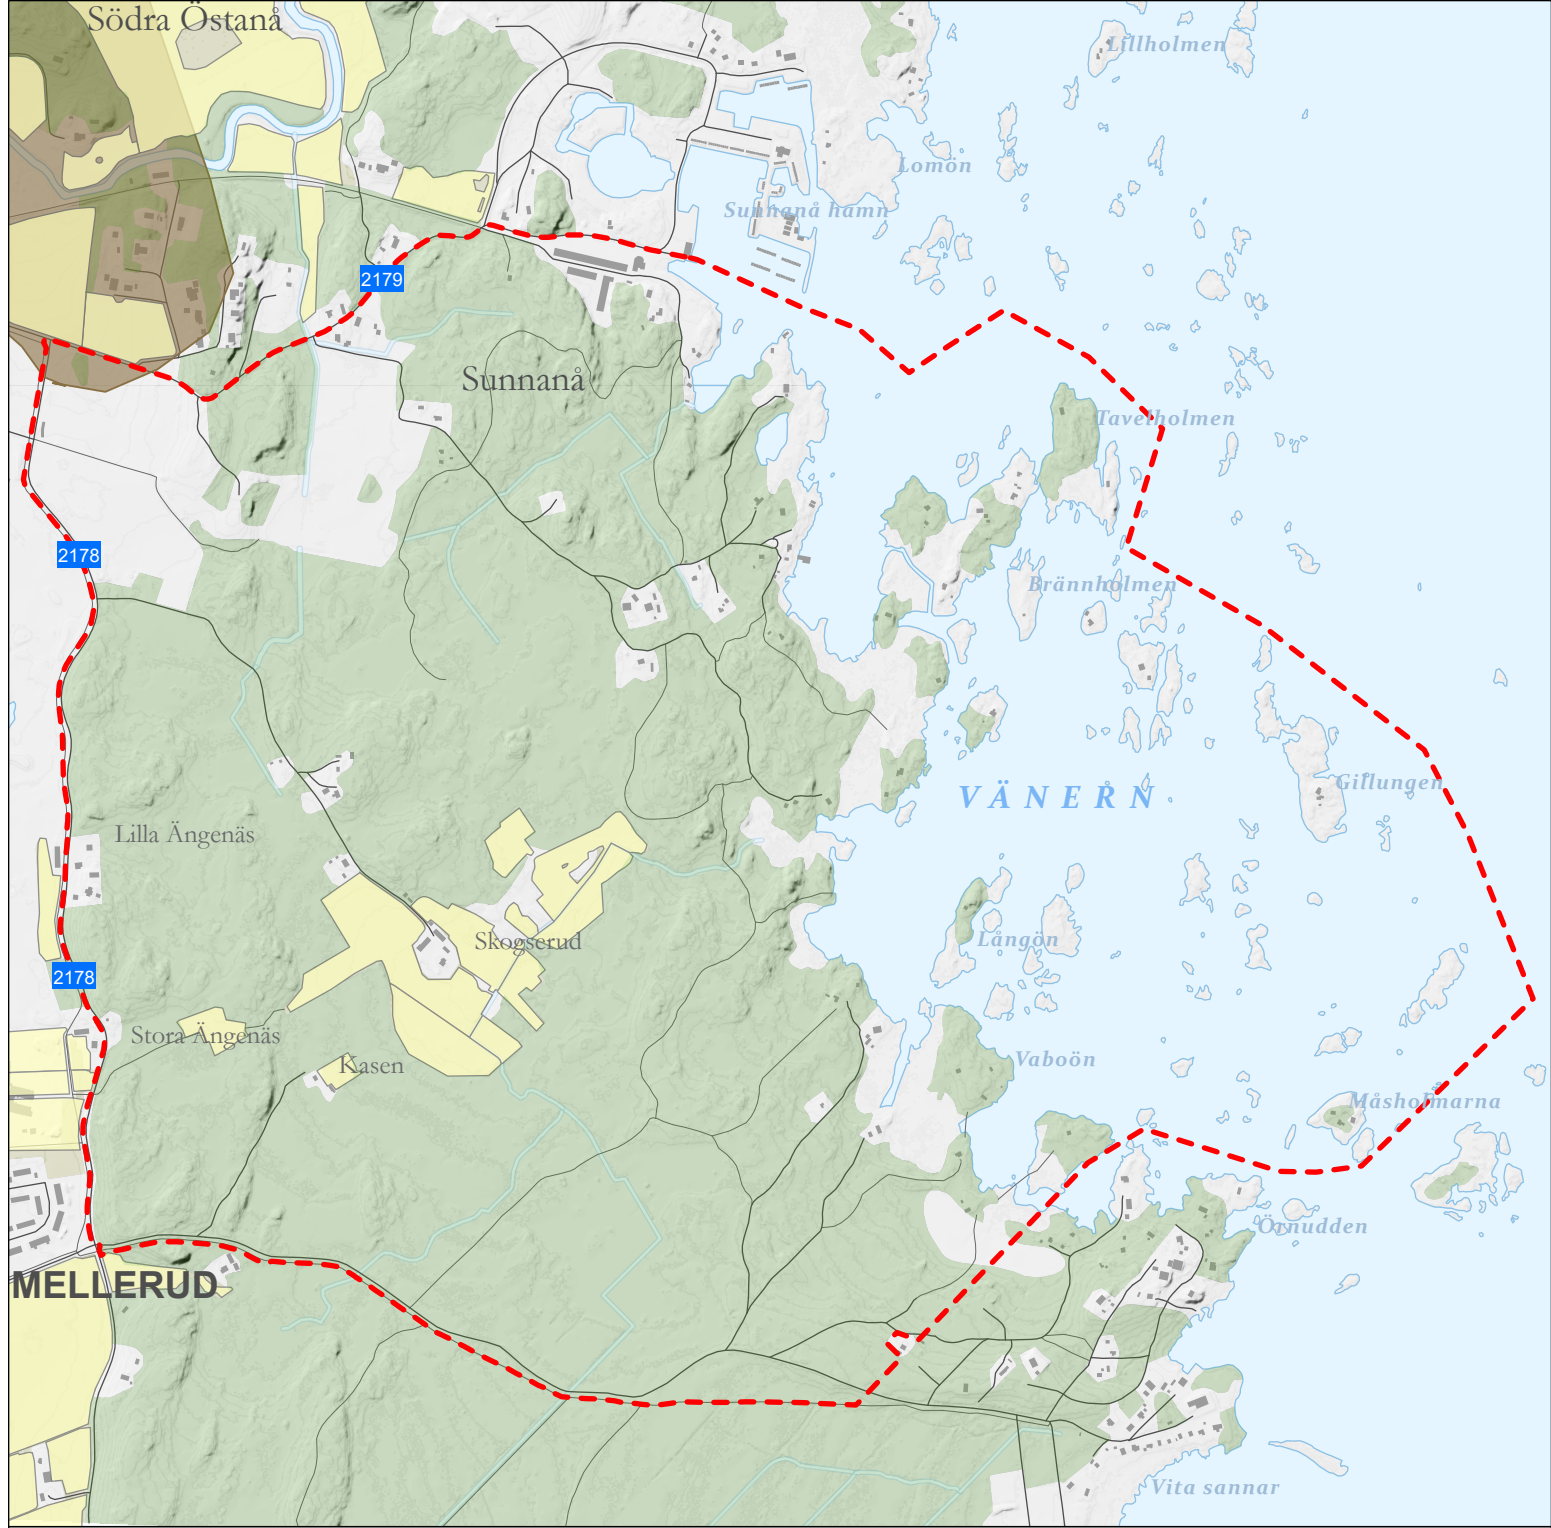 Södra Östanå
Lillholmen
Lomön
Sunnanå hamn
2179
Sunnanå
Tavelholmen
2178
Brännholmen
VÄNERN
Gillungen
Lilla Ängenäs
Skogserud
Långön
2178
Stora Ängenäs
Kasen
Vaboön
Måsholmarna
Örnudden
MELLERUD
Vita sannar